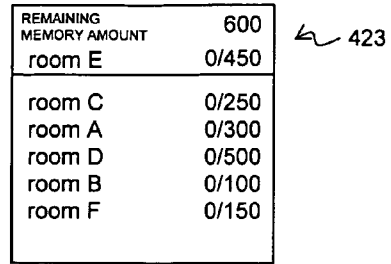 REMAINING
MEMORY AMOUNT 600
423
room E 0/450
room C 0/250
room A 0/300
room D 0/500
room B 0/100
room F 0/150